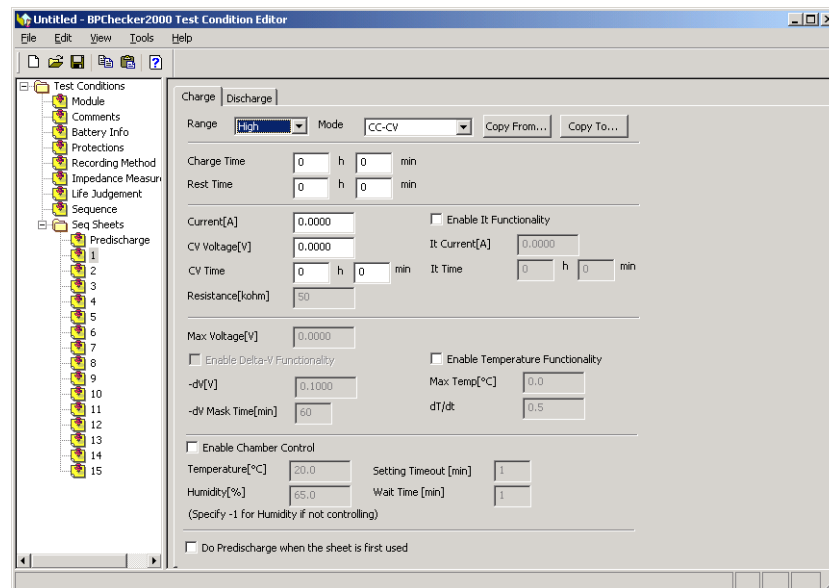 Untitled - BPChecker2000 Test Condition Editor
File Edit View Tools Help
Test Conditions
Module
Comments
Battery Info
Protections
Recording Method
Impedance Measur
Life Judgement
Sequence
Seq Sheets
Predischarge
1
2
3
4
5
6
7
8
9
10
11
12
13
14
15
Charge Discharge
Range High Mode CC-CV Copy From... Copy To...
Charge Time 0 h 0 min
Rest Time 0 h 0 min
Current[A] 0.0000 Enable It Functionality
CV Voltage[V] 0.0000 It Current[A] 0.0000
CV Time 0 h 0 min It Time 0 h 0 min
Resistance[kohm] 50
Max Voltage[V] 0.0000
Enable Delta-V Functionality Enable Temperature Functionality
-dV[V] 0.1000 Max Temp[°C] 0.0
-dV Mask Time[min] 60 dT/dt 0.5
Enable Chamber Control
Temperature[°C] 20.0 Setting Timeout [min] 1
Humidity[%] 65.0 Wait Time [min] 1
(Specify -1 for Humidity if not controlling)
Do Predischarge when the sheet is first used